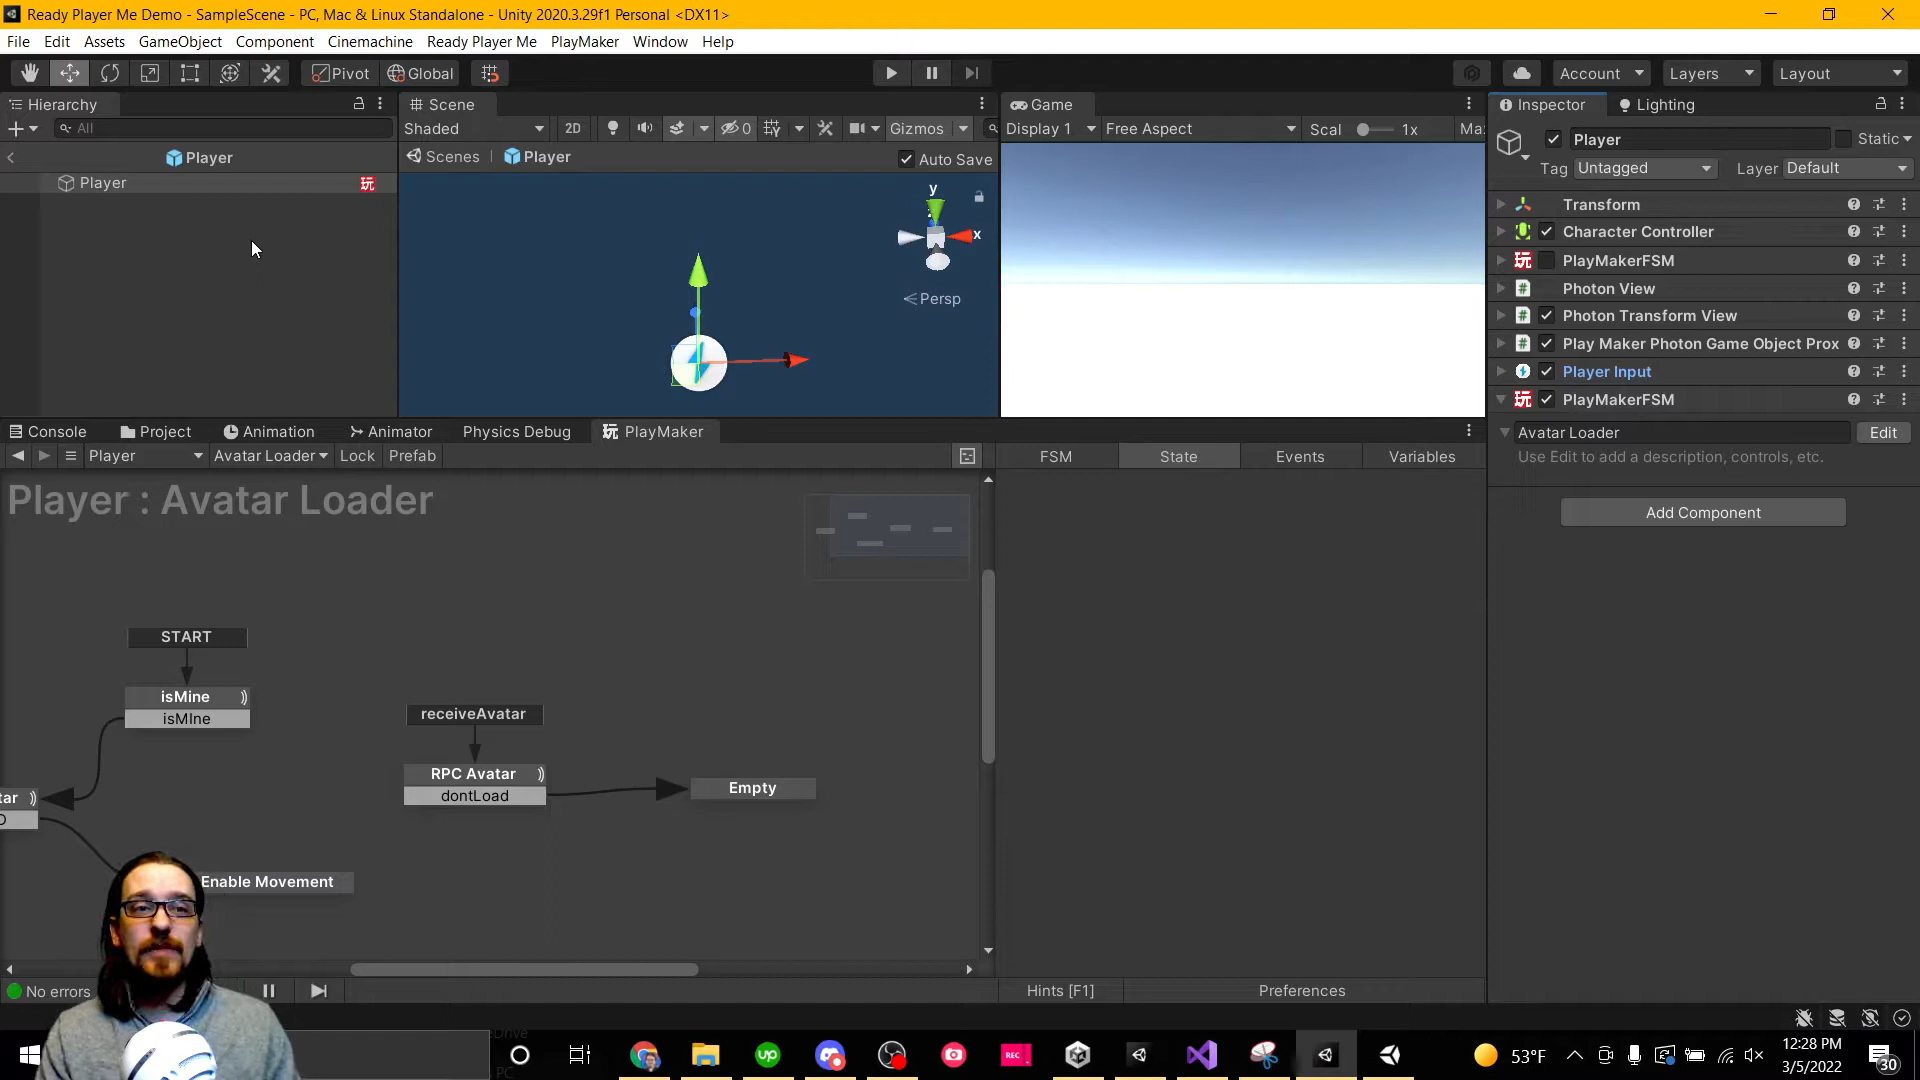 Ready Player Me Demo - SampleScene - PC, Mac & Linux Standalone - Unity 2020.3.29f1 Personal <DX11>
File Edit Assets GameObject Component Cinemachine Ready Player Me PlayMaker Window Help
Pivot Global Account Layers Layout
Hierarchy
All
Player
Player
Scene
Shaded 2D 0 Gizmos
Scenes Player Auto Save
y
x
Persp
Game
Display 1 Free Aspect Scal 1x Ma
Inspector Lighting
Player Static
Tag Untagged Layer Default
Transform
Character Controller
PlayMakerFSM
Photon View
Photon Transform View
Play Maker Photon Game Object Prox
Player Input
PlayMakerFSM
Avatar Loader Edit
Use Edit to add a description, controls, etc.
Add Component
Console Project Animation Animator Physics Debug PlayMaker
Player Avatar Loader Lock Prefab
FSM State Events Variables
Player : Avatar Loader
START
isMine
isMIne
receiveAvatar
RPC Avatar
dontLoad
Empty
tar
Enable Movement
No errors
Hints [F1] Preferences
PC
REC
53°F
12:28 PM
3/5/2022
30